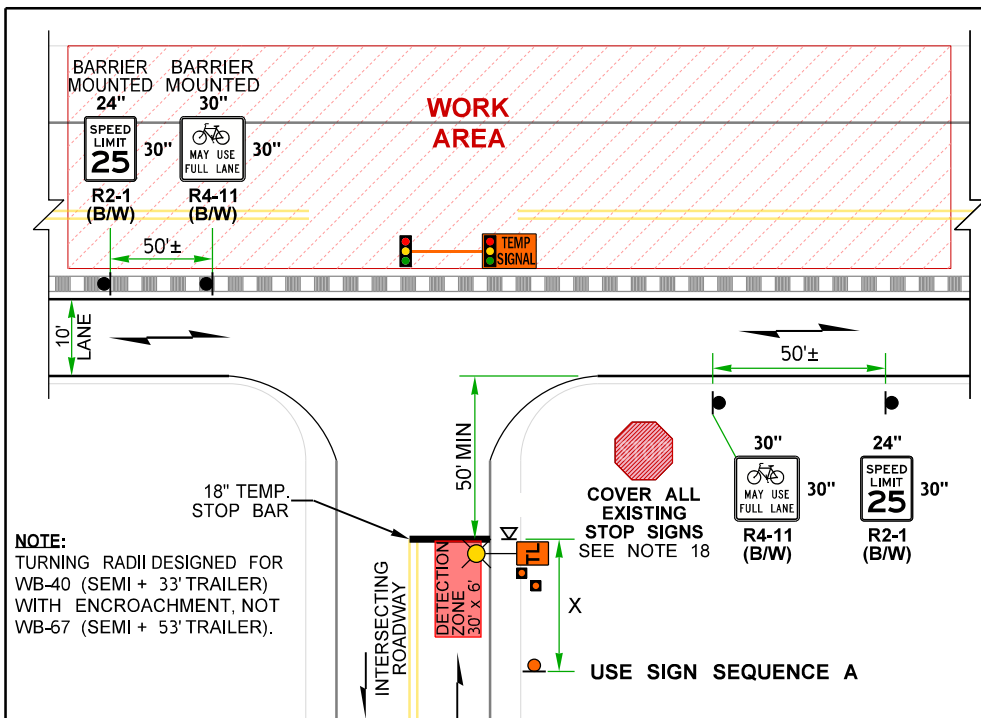 BARRIER
MOUNTED
24"
SPEED
LIMIT
25
30"
R2-1
(B/W)
BARRIER
MOUNTED
30"
MAY USE
FULL LANE
30"
R4-11
(B/W)
WORK
AREA
50'±
TEMP
SIGNAL
10'
LANE
50'±
50' MIN
STOP
COVER ALL
EXISTING
STOP SIGNS
SEE NOTE 18
30"
MAY USE
FULL LANE
30"
R4-11
(B/W)
24"
SPEED
LIMIT
25
30"
R2-1
(B/W)
18" TEMP.
STOP BAR
NOTE:
TURNING RADII DESIGNED FOR
WB-40 (SEMI + 33' TRAILER)
WITH ENCROACHMENT, NOT
WB-67 (SEMI + 53' TRAILER).
INTERSECTING
ROADWAY
DETECTION
ZONE
30' x 6'
TL
X
USE SIGN SEQUENCE A